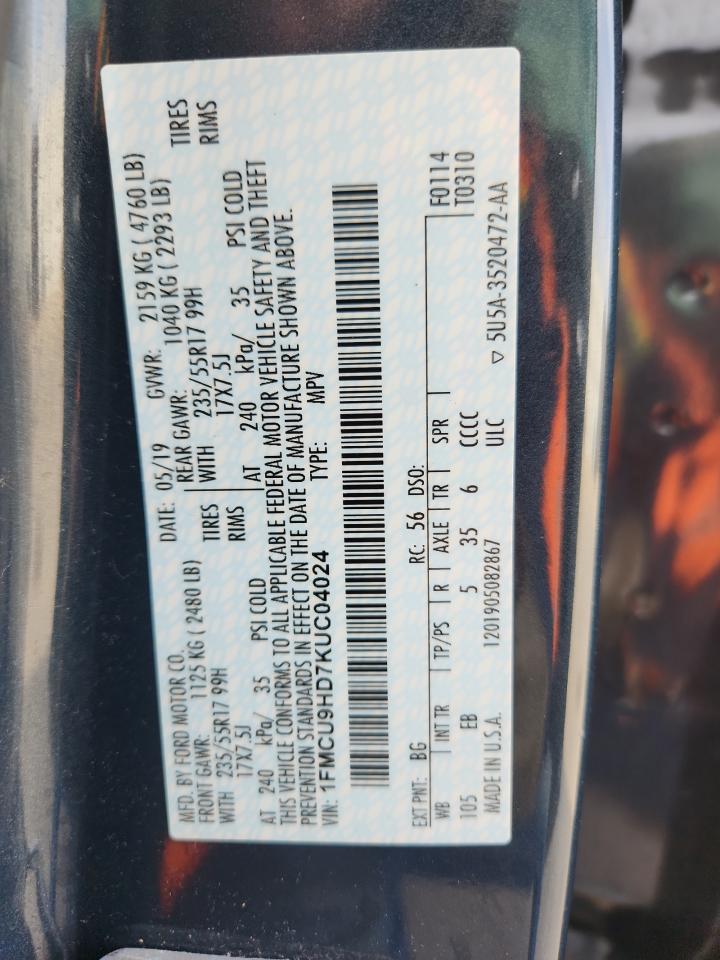 MFD. BY FORD MOTOR CO. DATE: 05/19 GVWR: 2159 KG ( 4760 LB)
FRONT GAWR: 1125 KG ( 2480 LB) REAR GAWR: 1040 KG ( 2293 LB)
WITH 235/55R17 99H TIRES WITH 235/55R17 99H TIRES
17X7.5J RIMS 17X7.5J RIMS
AT 240 kPa/ 35 PSI COLD AT 240 kPa/ 35 PSI COLD
THIS VEHICLE CONFORMS TO ALL APPLICABLE FEDERAL MOTOR VEHICLE SAFETY AND THEFT
PREVENTION STANDARDS IN EFFECT ON THE DATE OF MANUFACTURE SHOWN ABOVE.
VIN: 1FMCU9HD7KUC04024 TYPE: MPV
EXT PNT: BG RC: 56 DSO: F0114
WB INT TR TP/PS R AXLE TR SPR T0310
105 EB 5 35 6 CCCC
MADE IN U.S.A. 1201905082867 ULC ▽ 5U5A-3520472-AA